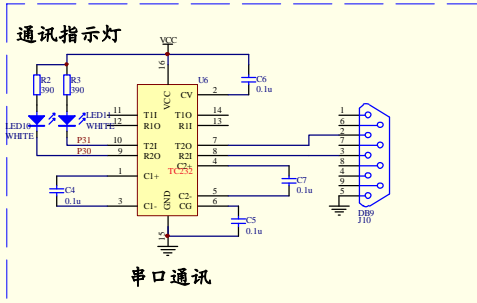 通讯指示灯
VCC
R2
390
R3
390
LED10
WHITE
LED11
WHITE
P31
P30
U6
16
VCC
CV
2
C6
0.1u
11
T1I
T1O
14
12
R1O
R1I
13
10
T2I
T2O
7
9
R2O
R2I
8
C2+
4
TC232
1
C1+
C4
0.1u
3
C1-
C2-
5
C7
0.1u
GND
CG
6
C5
0.1u
15
1
6
2
7
3
8
4
9
5
DB9
J10
串口通讯